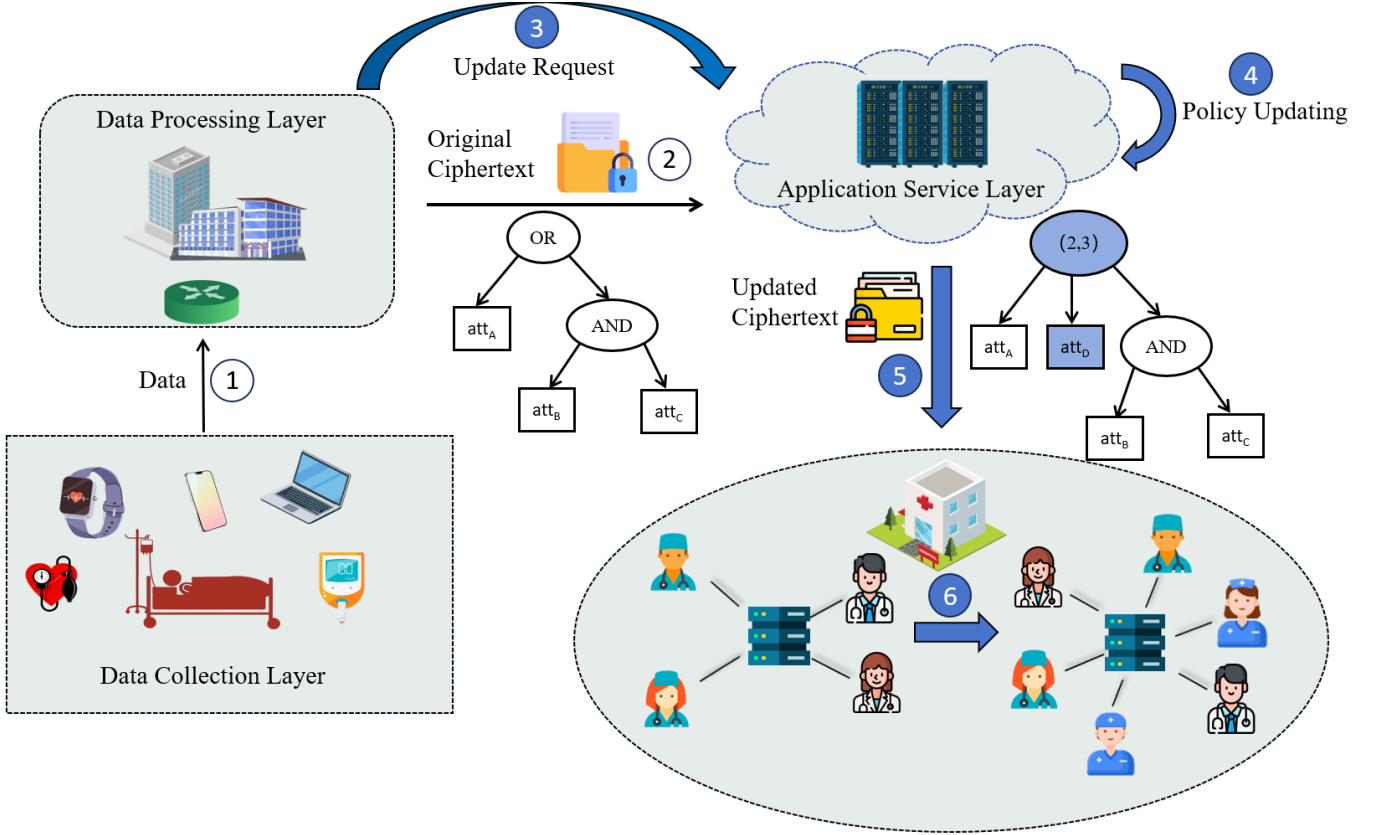 3
Update Request
4
Policy Updating
Data Processing Layer
Original
Ciphertext
2
Application Service Layer
OR
att_A
AND
att_B
att_C
(2,3)
att_A
att_D
AND
att_B
att_C
Updated
Ciphertext
5
Data
1
Data Collection Layer
6